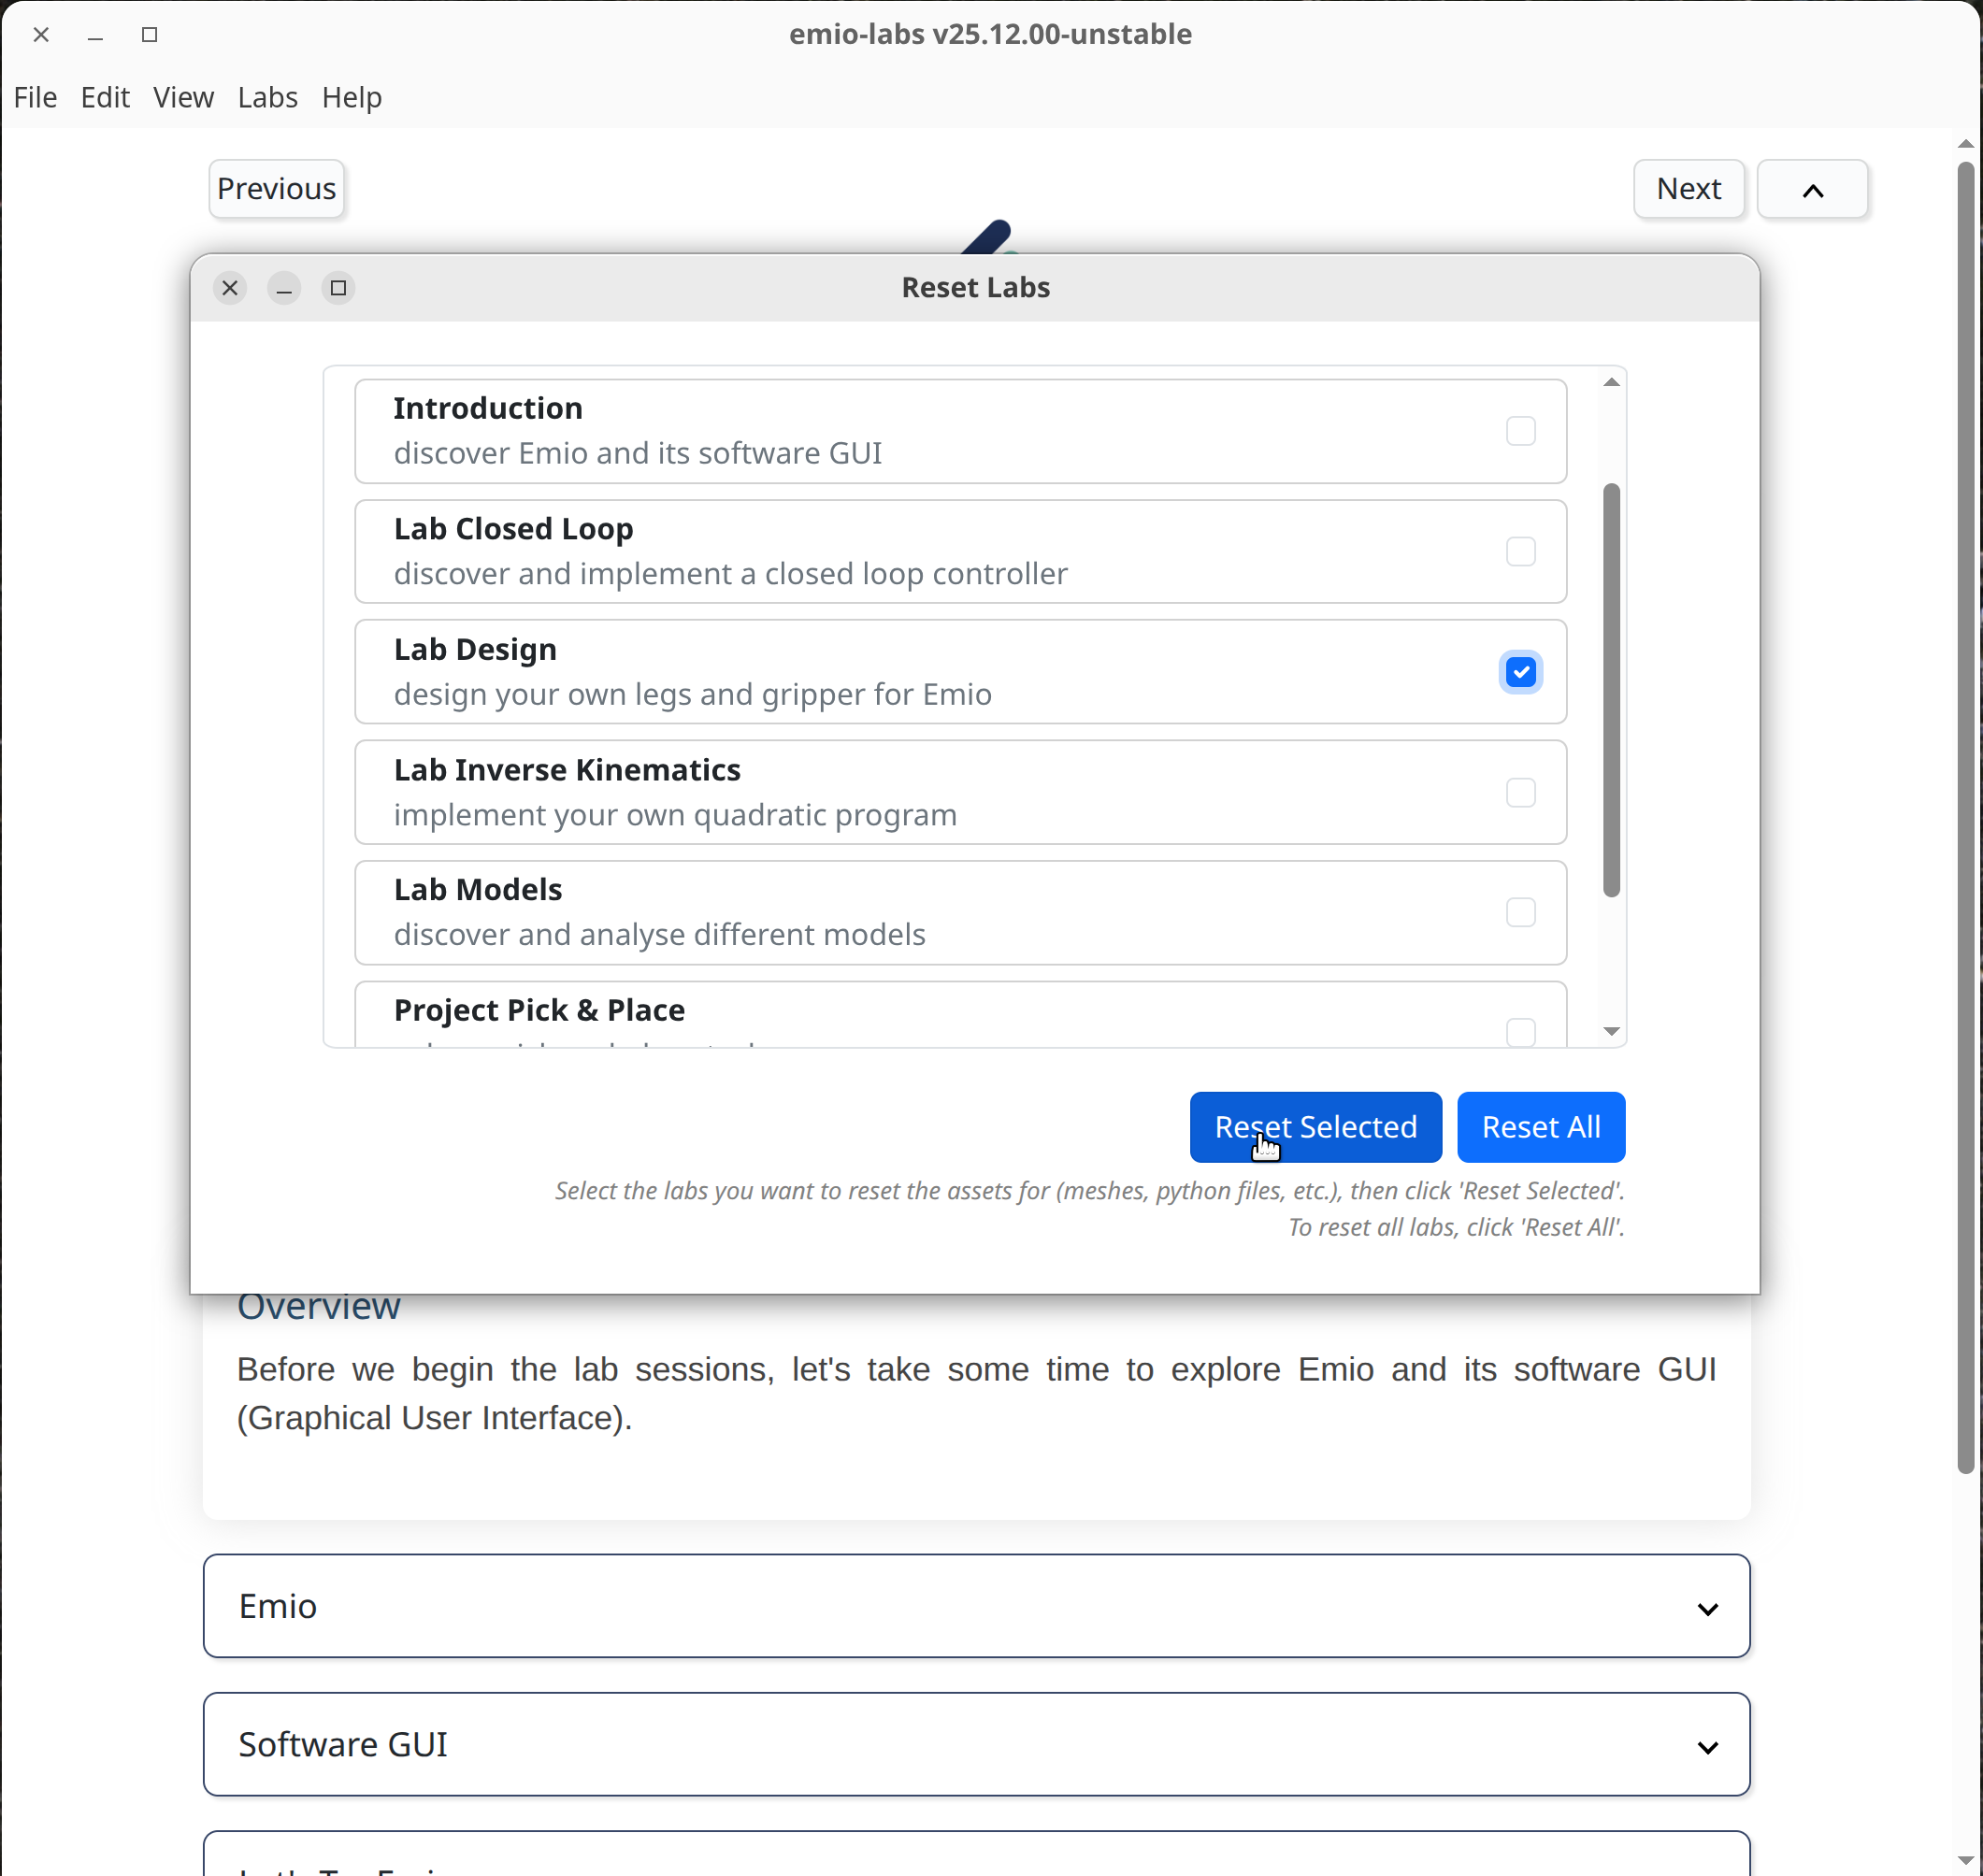 emio-labs v25.12.00-unstable
File Edit View Labs Help
Previous
Next
Reset Labs
Introduction
discover Emio and its software GUI
Lab Closed Loop
discover and implement a closed loop controller
Lab Design
design your own legs and gripper for Emio
Lab Inverse Kinematics
implement your own quadratic program
Lab Models
discover and analyse different models
Project Pick & Place
Reset Selected Reset All
Select the labs you want to reset the assets for (meshes, python files, etc.), then click 'Reset Selected'.
To reset all labs, click 'Reset All'.
Overview
Before we begin the lab sessions, let's take some time to explore Emio and its software GUI
(Graphical User Interface).
Emio
Software GUI